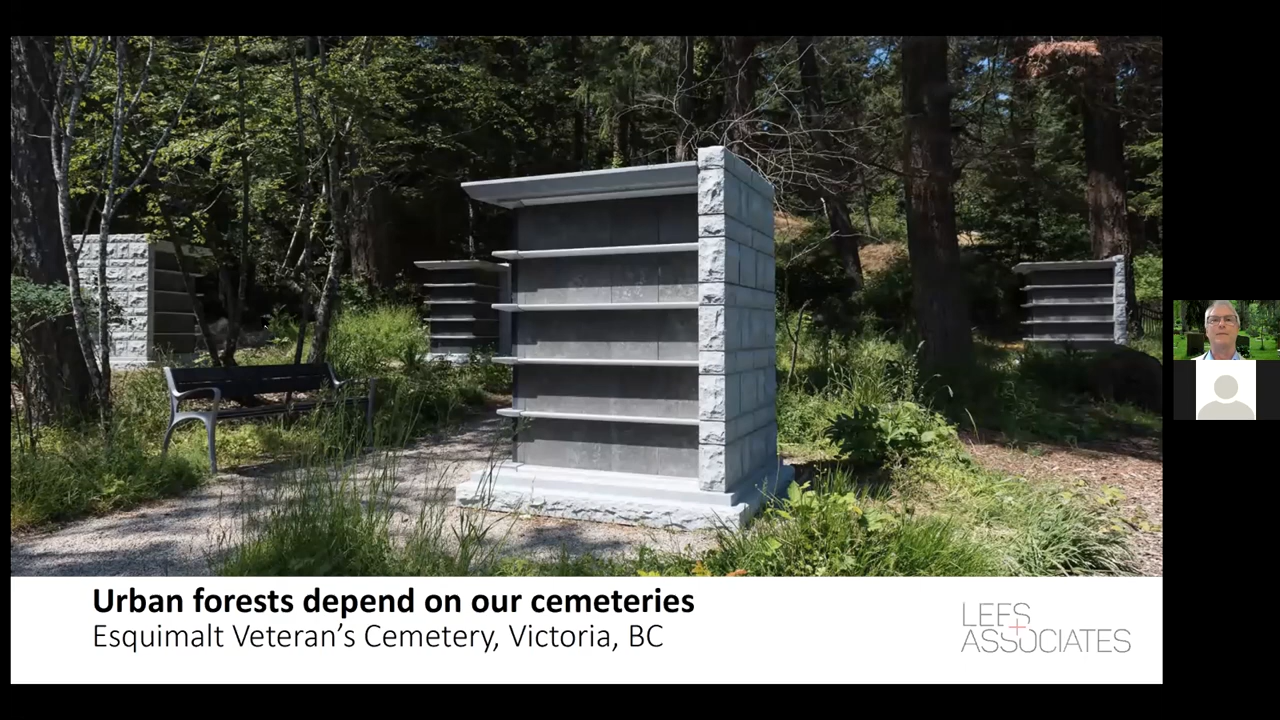 Urban forests depend on our cemeteries
Esquimalt Veteran's Cemetery, Victoria, BC
LEES
+
ASSOCIATES